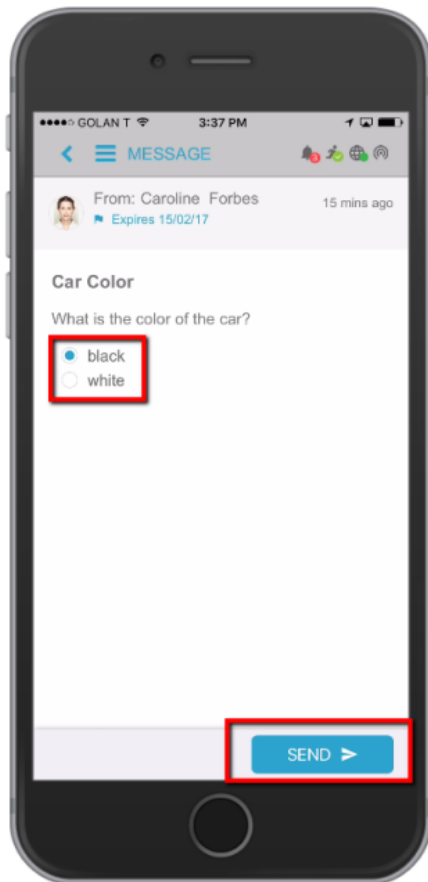 GOLAN T 3:37 PM
MESSAGE 3
From: Caroline Forbes 15 mins ago
Expires 15/02/17
Car Color
What is the color of the car?
black
white
SEND